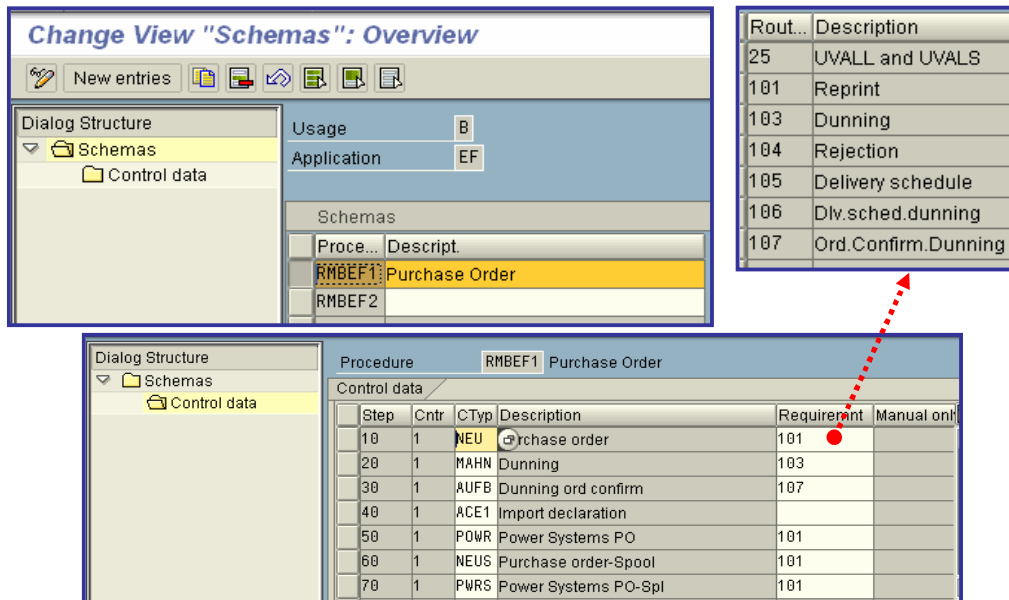 Change View "Schemas": Overview
New entries
Dialog Structure
Schemas
Control data
Usage B
Application EF
Schemas
Proce... Descript.
RMBEF1 Purchase Order
RMBEF2
Rout... Description
25 UVALL and UVALS
101 Reprint
103 Dunning
104 Rejection
105 Delivery schedule
106 Dlv.sched.dunning
107 Ord.Confirm.Dunning
Dialog Structure
Schemas
Control data
Procedure RMBEF1 Purchase Order
Control data
Step Cntr CTyp Description Requiremnt Manual only
10 1 NEU rchase order 101
20 1 MAHN Dunning 103
30 1 AUFB Dunning ord confirm 107
40 1 ACE1 Import declaration
50 1 POWR Power Systems PO 101
60 1 NEUS Purchase order-Spool 101
70 1 PWRS Power Systems PO-Spl 101